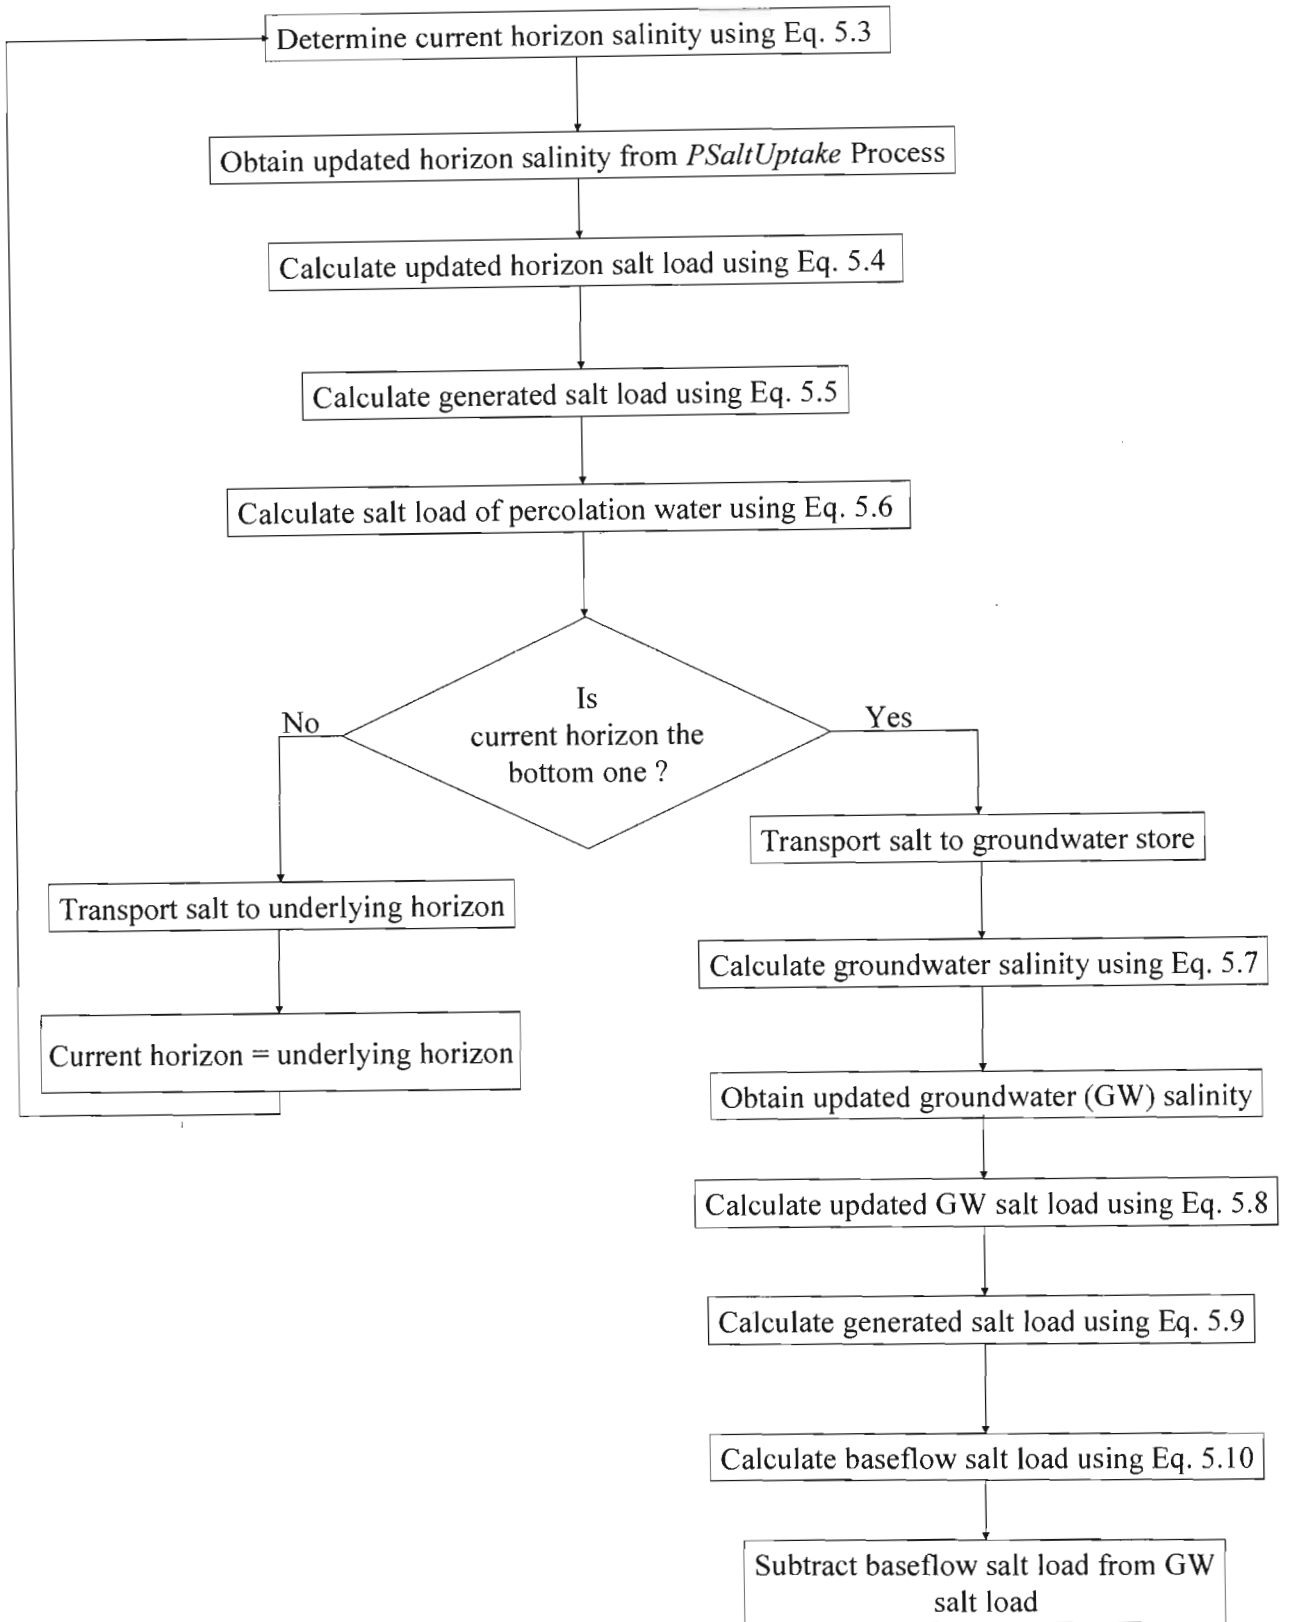 Determine current horizon salinity using Eq. 5.3
Obtain updated horizon salinity from PSaltUptake Process
Calculate updated horizon salt load using Eq. 5.4
Calculate generated salt load using Eq. 5.5
Calculate salt load of percolation water using Eq. 5.6
Is
current horizon the
bottom one ?
No
Yes
Transport salt to underlying horizon
Current horizon = underlying horizon
Transport salt to groundwater store
Calculate groundwater salinity using Eq. 5.7
Obtain updated groundwater (GW) salinity
Calculate updated GW salt load using Eq. 5.8
Calculate generated salt load using Eq. 5.9
Calculate baseflow salt load using Eq. 5.10
Subtract baseflow salt load from GW
salt load